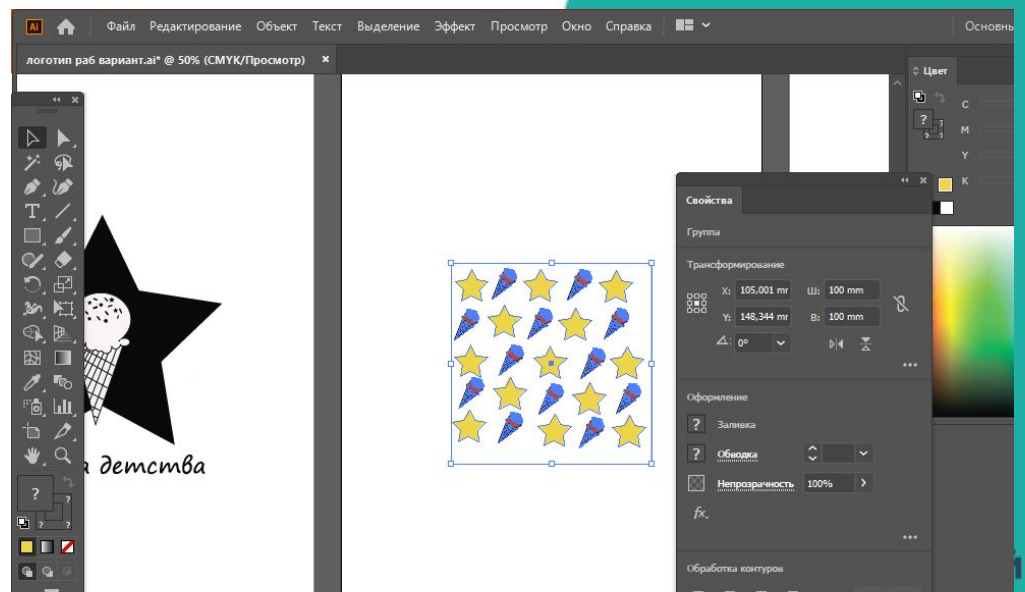 Ai Файл Редактирование Объект Текст Выделение Эффект Просмотр Окно Справка
логотип раб вариант.ai* @ 50% (CMYK/Просмотр) ×
Цвет
C
M
Y
K
Свойства
Группа
Трансформирование
X: 105,001 mr Ш: 100 mm
Y: 148,344 mr В: 100 mm
0°
Оформление
? Заливка
? Обводка
Непрозрачность 100%
fx.
Обработка контуров
детства